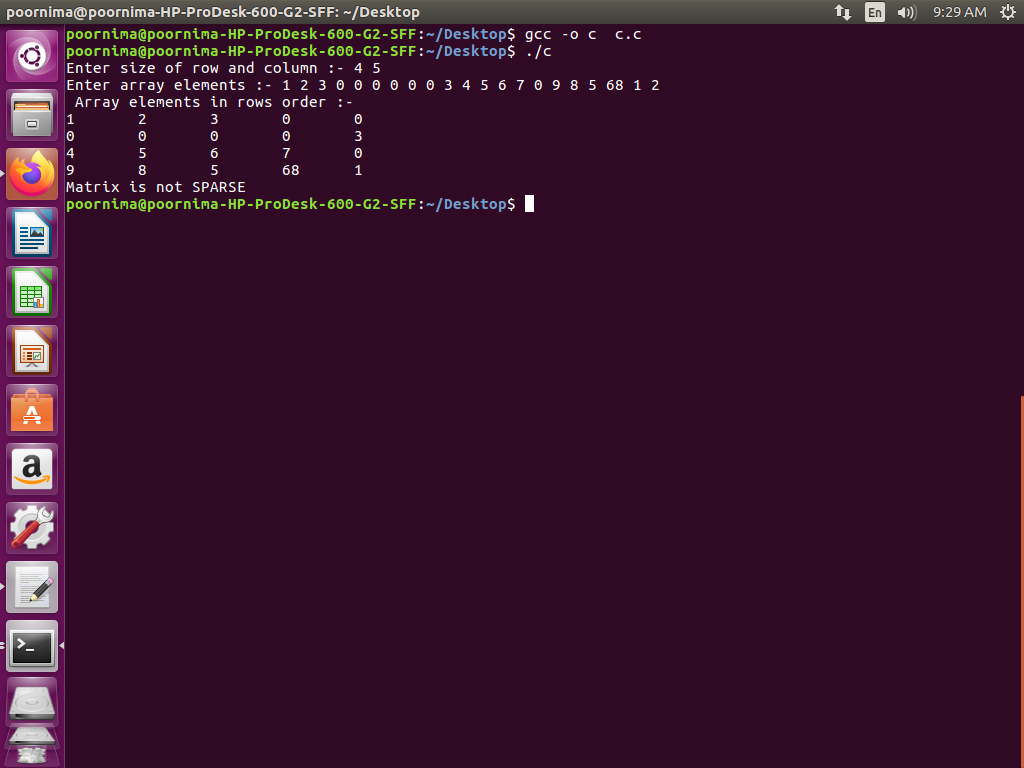 poornima@poornima-HP-ProDesk-600-G2-SFF: ~/Desktop En 9:29 AM
poornima@poornima-HP-ProDesk-600-G2-SFF:~/Desktop$ gcc -o c  c.c
poornima@poornima-HP-ProDesk-600-G2-SFF:~/Desktop$ ./c
Enter size of row and column :- 4 5
Enter array elements :- 1 2 3 0 0 0 0 0 0 3 4 5 6 7 0 9 8 5 68 1 2
 Array elements in rows order :-
1       2       3       0       0
0       0       0       0       3
4       5       6       7       0
9       8       5       68      1
Matrix is not SPARSE
poornima@poornima-HP-ProDesk-600-G2-SFF:~/Desktop$